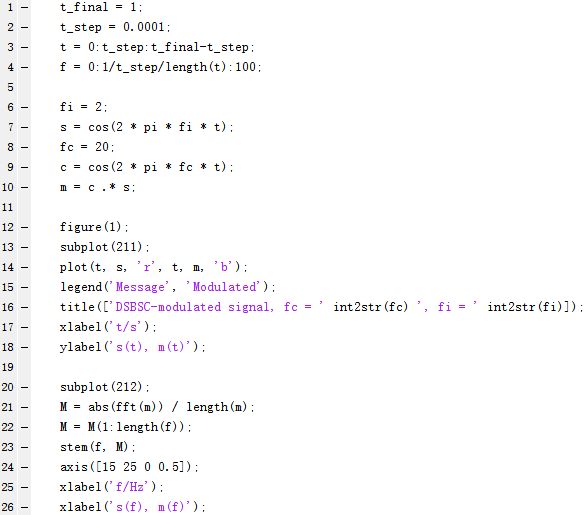 1 – t_final = 1;
2 – t_step = 0.0001;
3 – t = 0:t_step:t_final-t_step;
4 – f = 0:1/t_step/length(t):100;
5
6 – fi = 2;
7 – s = cos(2 * pi * fi * t);
8 – fc = 20;
9 – c = cos(2 * pi * fc * t);
10 – m = c .* s;
11
12 – figure(1);
13 – subplot(211);
14 – plot(t, s, 'r', t, m, 'b');
15 – legend('Message', 'Modulated');
16 – title(['DSBSC-modulated signal, fc = ' int2str(fc) ', fi = ' int2str(fi)]);
17 – xlabel('t/s');
18 – ylabel('s(t), m(t)');
19
20 – subplot(212);
21 – M = abs(fft(m)) / length(m);
22 – M = M(1:length(f));
23 – stem(f, M);
24 – axis([15 25 0 0.5]);
25 – xlabel('f/Hz');
26 – xlabel('s(f), m(f)');